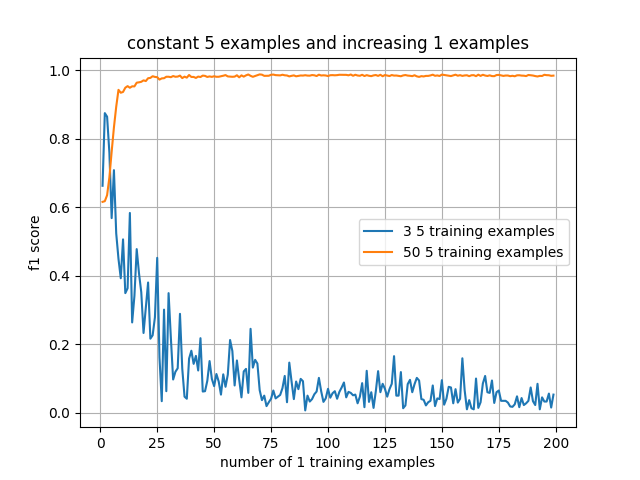 constant 5 examples and increasing 1 examples
1.0
0.8
0.6
0.4
0.2
0.0
f1 score
3 5 training examples
50 5 training examples
0 25 50 75 100 125 150 175 200
number of 1 training examples